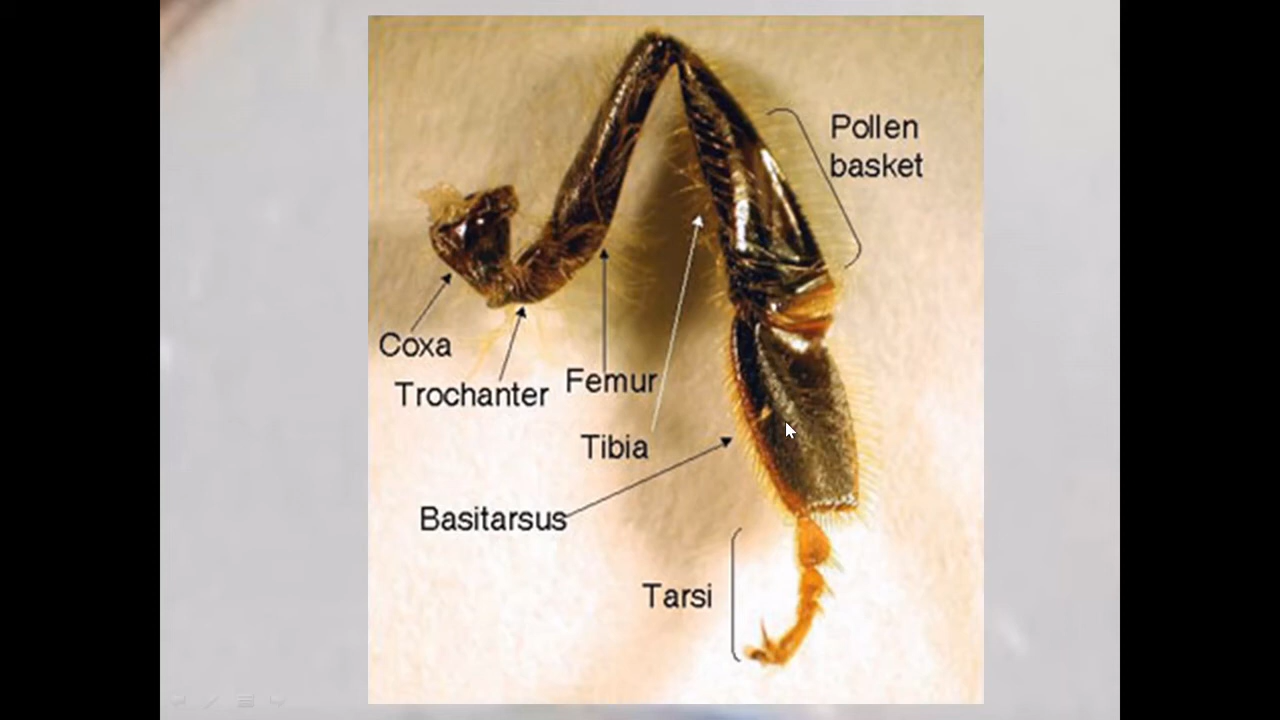 Pollen
basket
Coxa
Trochanter
Femur
Tibia
Basitarsus
Tarsi